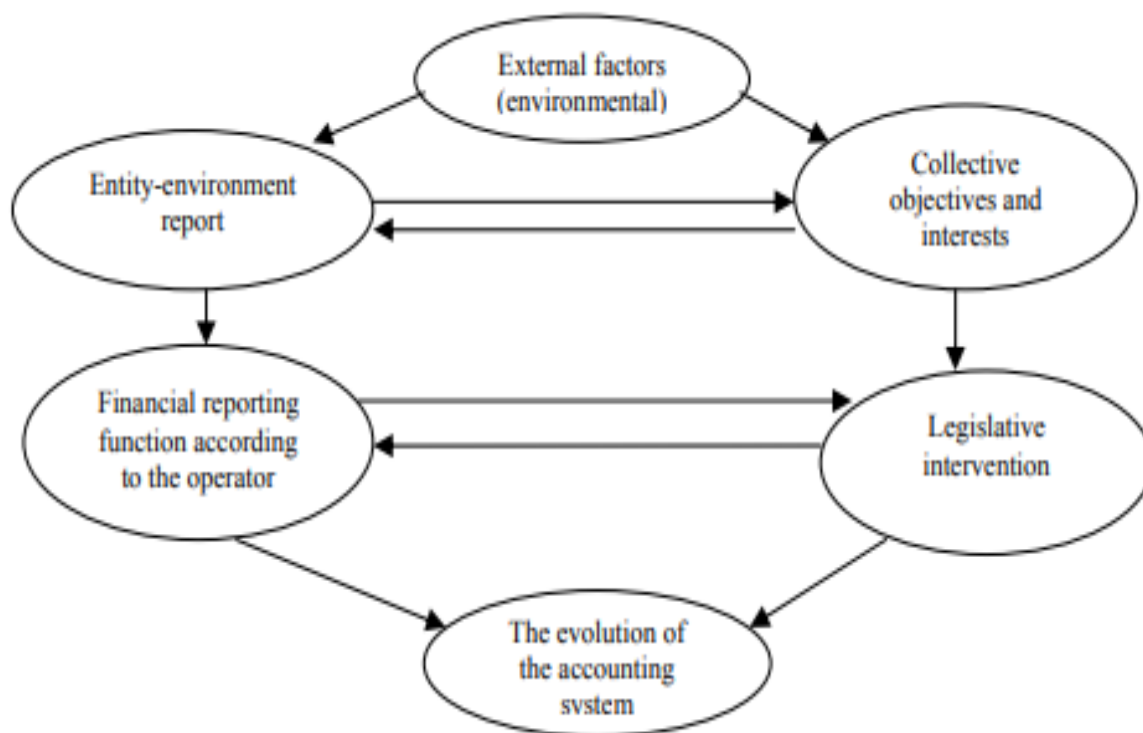 External factors
(environmental)
Entity-environment
report
Collective
objectives and
interests
Financial reporting
function according
to the operator
Legislative
intervention
The evolution of
the accounting
system